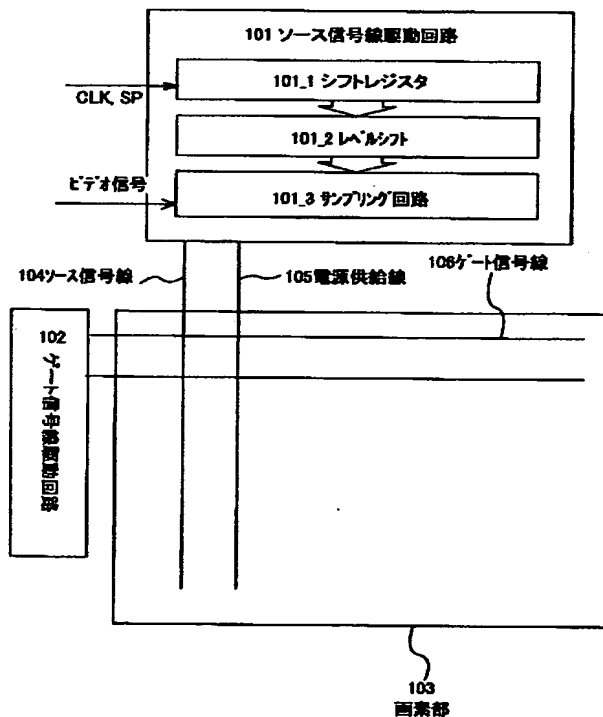 101 ソース信号線駆動回路
101_1 シフトレジスタ
CLK, SP
101_2 レベルシフト
ビデオ信号
101_3 サンプリング回路
104ソース信号線
105電源供給線
106ゲート信号線
102
ゲート信号線駆動回路
103
画素部